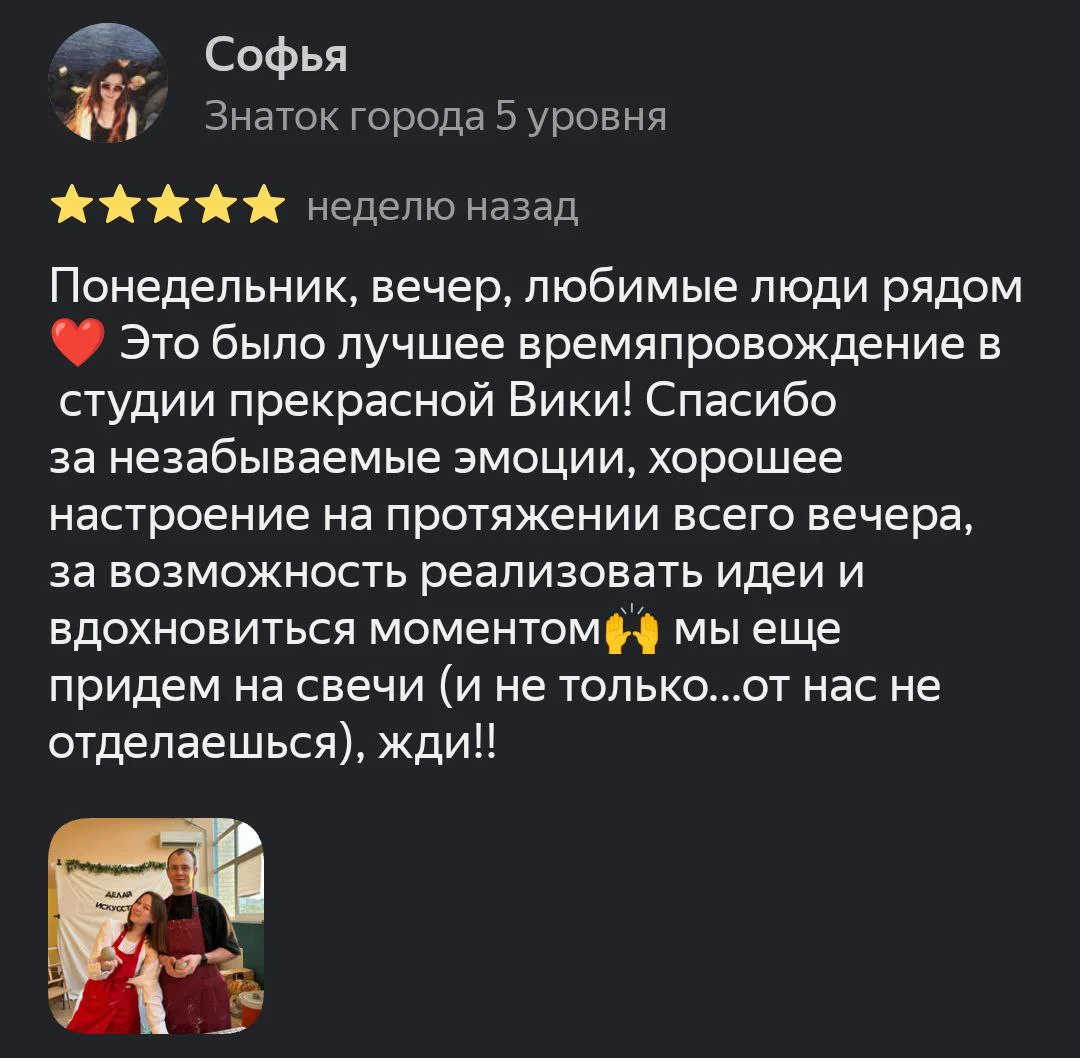 Софья
Знаток города 5 уровня
неделю назад
Понедельник, вечер, любимые люди рядом
❤️ Это было лучшее времяпровождение в
студии прекрасной Вики! Спасибо
за незабываемые эмоции, хорошее
настроение на протяжении всего вечера,
за возможность реализовать идеи и
вдохновиться моментом🙌 мы еще
придем на свечи (и не только...от нас не
отделаешься), жди!!
ДЕЛАЙ
ИСКУССТ